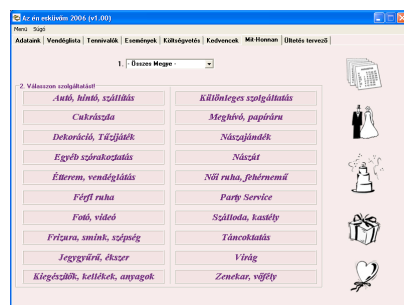 Az én esküvőm 2006 (v1.00)
Menü Súgó
Adataink Vendéglista Tennivalók Események Költségvetés Kedvencek Mit-Honnan Ültetés tervező
1. - Összes Megye -
2. Válasszon szolgáltatást!
Autó, hintó, szállítás Különleges szolgáltatás
Cukrászda Meghívó, papíráru
Dekoráció, Tűzijáték Nászajándék
Egyéb szórakoztatás Nászút
Étterem, vendéglátás Női ruha, fehérnemű
Férfi ruha Party Service
Fotó, videó Szálloda, kastély
Frizura, smink, szépség Táncoktatás
Jegygyűrű, ékszer Virág
Kiegészítők, kellékek, anyagok Zenekar, vőfély